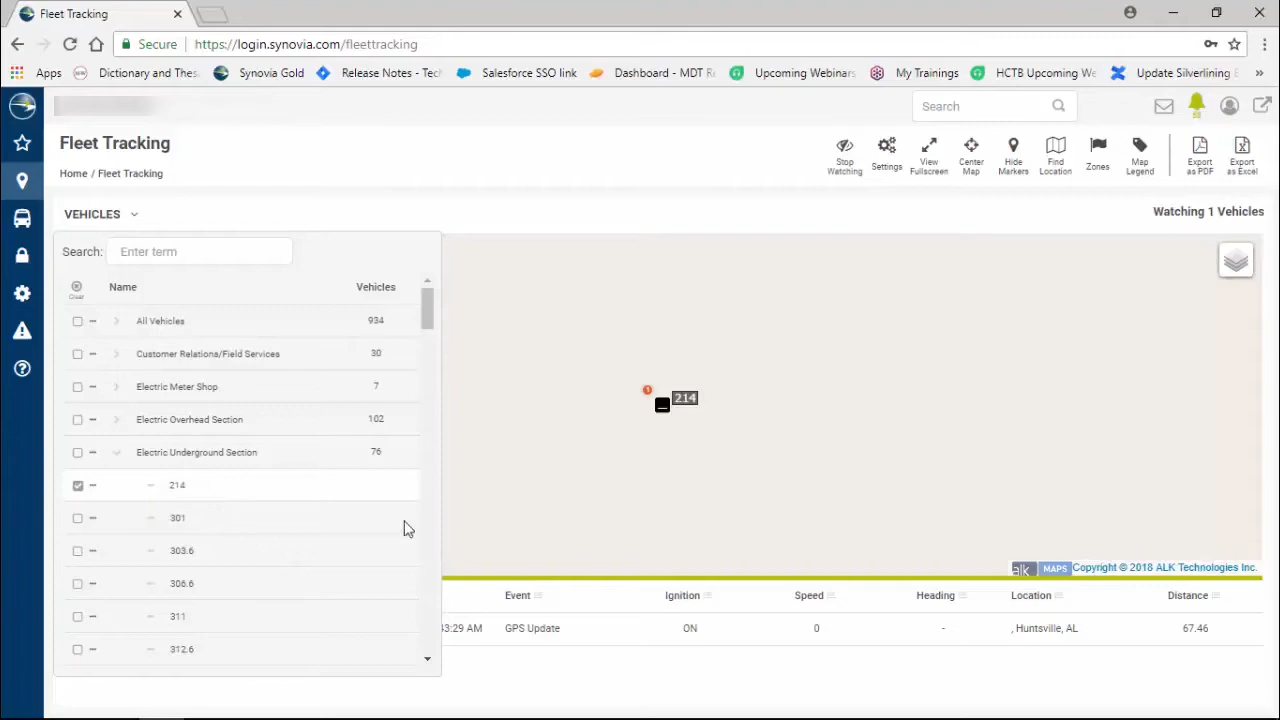 Fleet Tracking
Secure https://login.synovia.com/fleettracking
Apps Dictionary and Thes Synovia Gold Release Notes: Tecl Salesforce SSO link Dashboard - MDT R Upcoming Webinars My Trainings HCTB Upcoming We Update Silverlining E »
Search
Fleet Tracking
Stop Watching Settings View Fullscreen Center Map Hide Markers Find Location Zones Map Legend Export as PDF Export as Excel
Home / Fleet Tracking
VEHICLES
Watching 1 Vehicles
Search: Enter term
Clear Name Vehicles
All Vehicles 934
Customer Relations/Field Services 30
Electric Meter Shop 7
Electric Overhead Section 102
Electric Underground Section 76
214
301
303.6
306.6
311
312.6
1
214
alk MAPS Copyright © 2018 ALK Technologies Inc.
Event Ignition Speed Heading Location Distance
43:29 AM GPS Update ON 0 - , Huntsville, AL 67.46